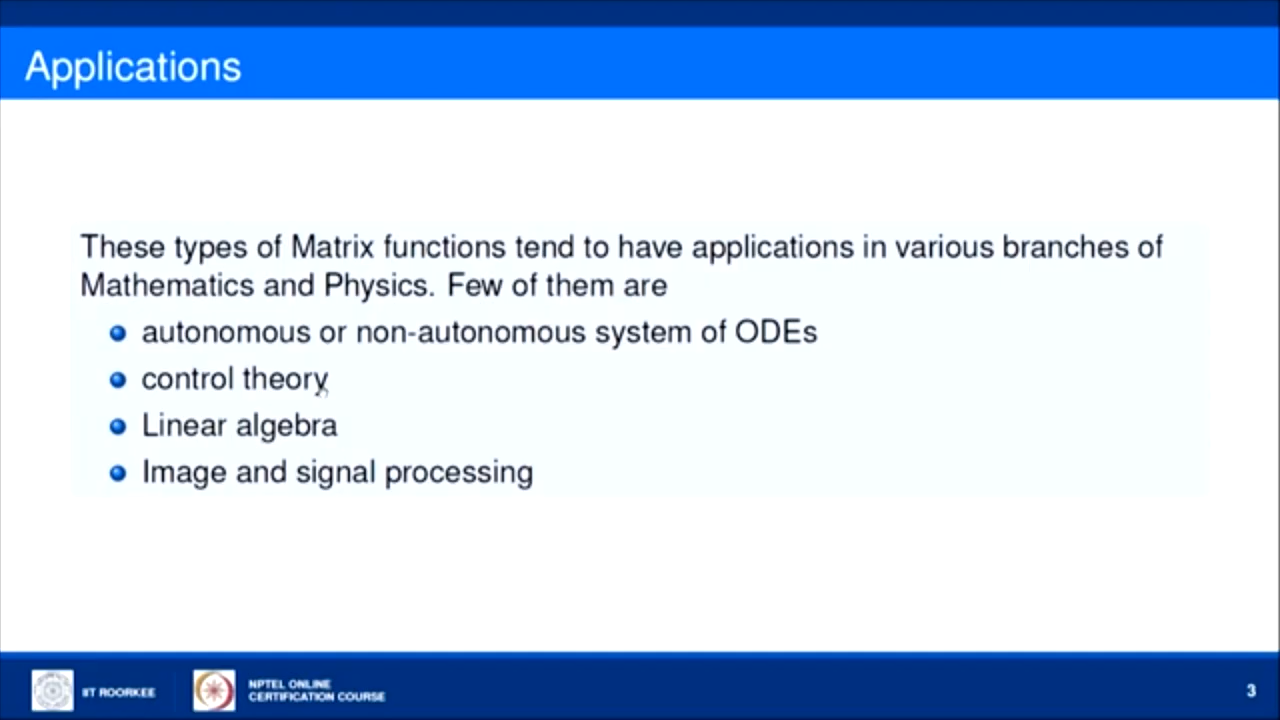 Applications
These types of Matrix functions tend to have applications in various branches of
Mathematics and Physics. Few of them are
autonomous or non-autonomous system of ODEs
control theory
Linear algebra
Image and signal processing
IIT ROORKEE
NPTEL ONLINE
CERTIFICATION COURSE
3